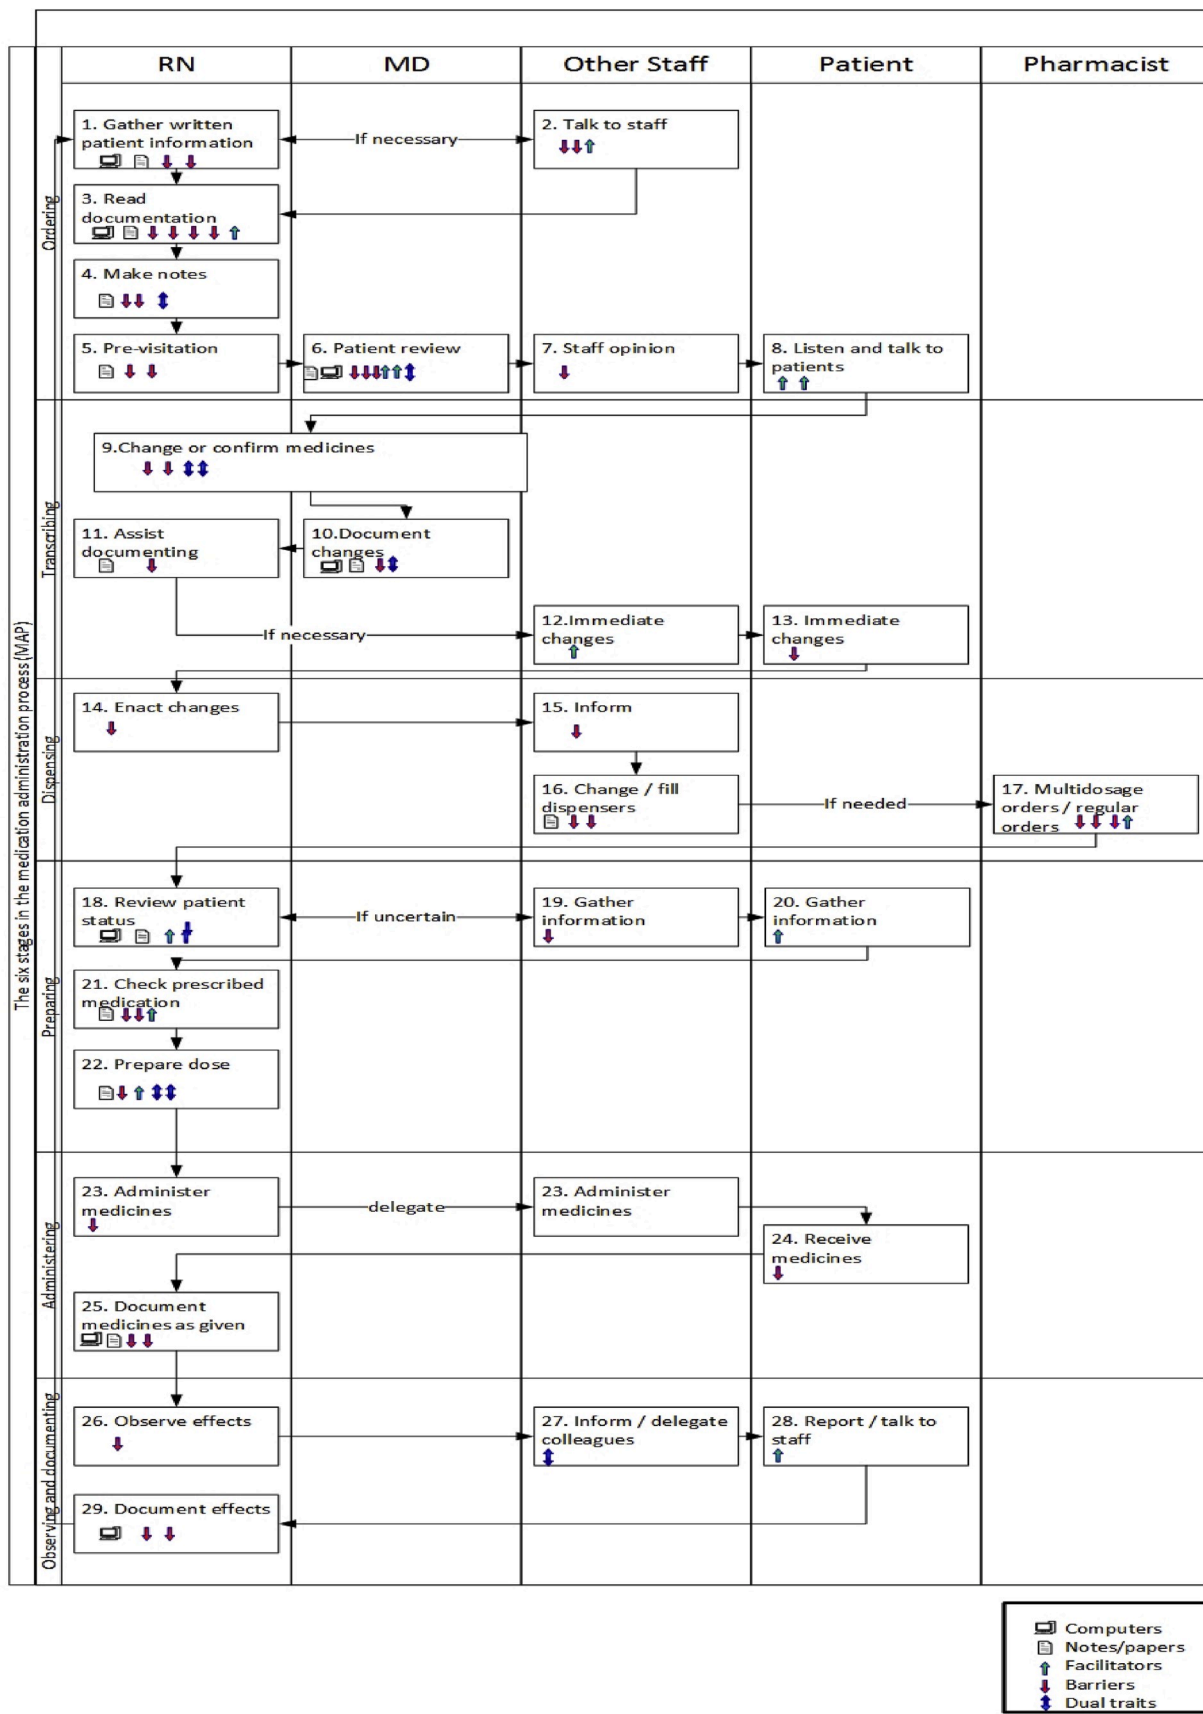 RN
MD
Other Staff
Patient
Pharmacist
The six stages in the medication administration process (MAP)
Ordering
1. Gather written
patient information
If necessary
2. Talk to staff
3. Read
documentation
4. Make notes
5. Pre-visitation
6. Patient review
7. Staff opinion
8. Listen and talk to
patients
Transcribing
9.Change or confirm medicines
11. Assist
documenting
10.Document
changes
If necessary
12.Immediate
changes
13. Immediate
changes
Dispensing
14. Enact changes
15. Inform
16. Change / fill
dispensers
If needed
17. Multidosage
orders / regular
orders
Preparing
18. Review patient
status
If uncertain
19. Gather
information
20. Gather
information
21. Check prescribed
medication
22. Prepare dose
Administering
23. Administer
medicines
delegate
23. Administer
medicines
24. Receive
medicines
25. Document
medicines as given
Observing and documenting
26. Observe effects
27. Inform / delegate
colleagues
28. Report / talk to
staff
29. Document effects
Computers
Notes/papers
Facilitators
Barriers
Dual traits